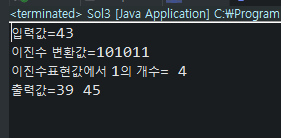 <terminated> Sol3 [Java Application] C:\Program
입력값=43
이진수 변환값=101011
이진수표현값에서 1의 개수= 4
출력값=39 45